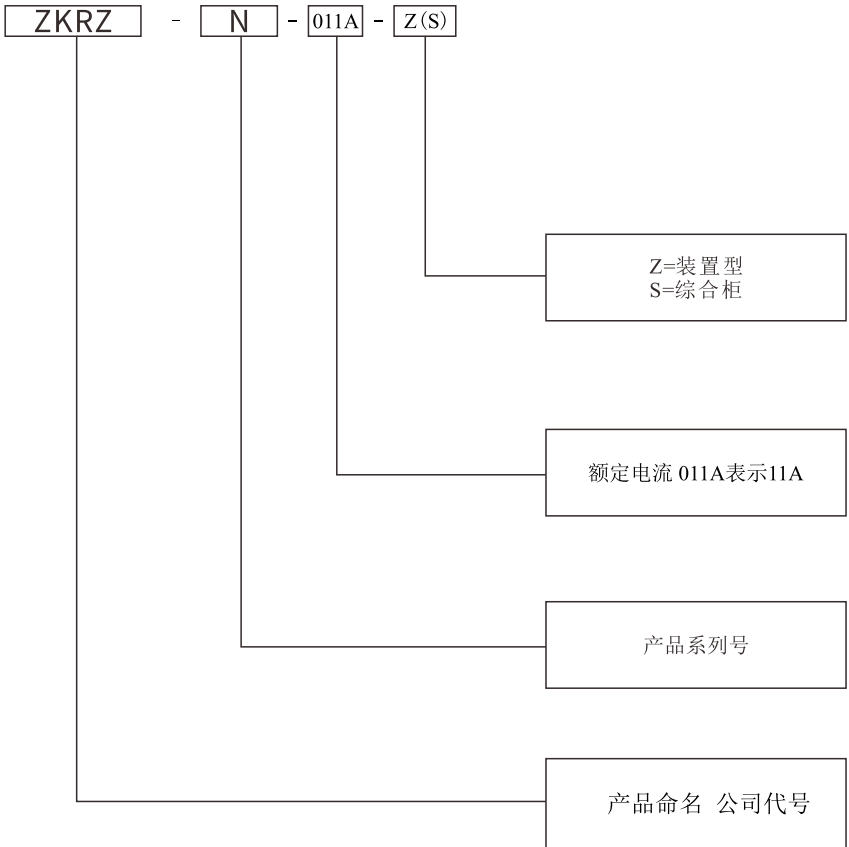 ZKRZ - N - 011A - Z(S)
Z=装置型
S=综合柜
额定电流 011A表示11A
产品系列号
产品命名 公司代号